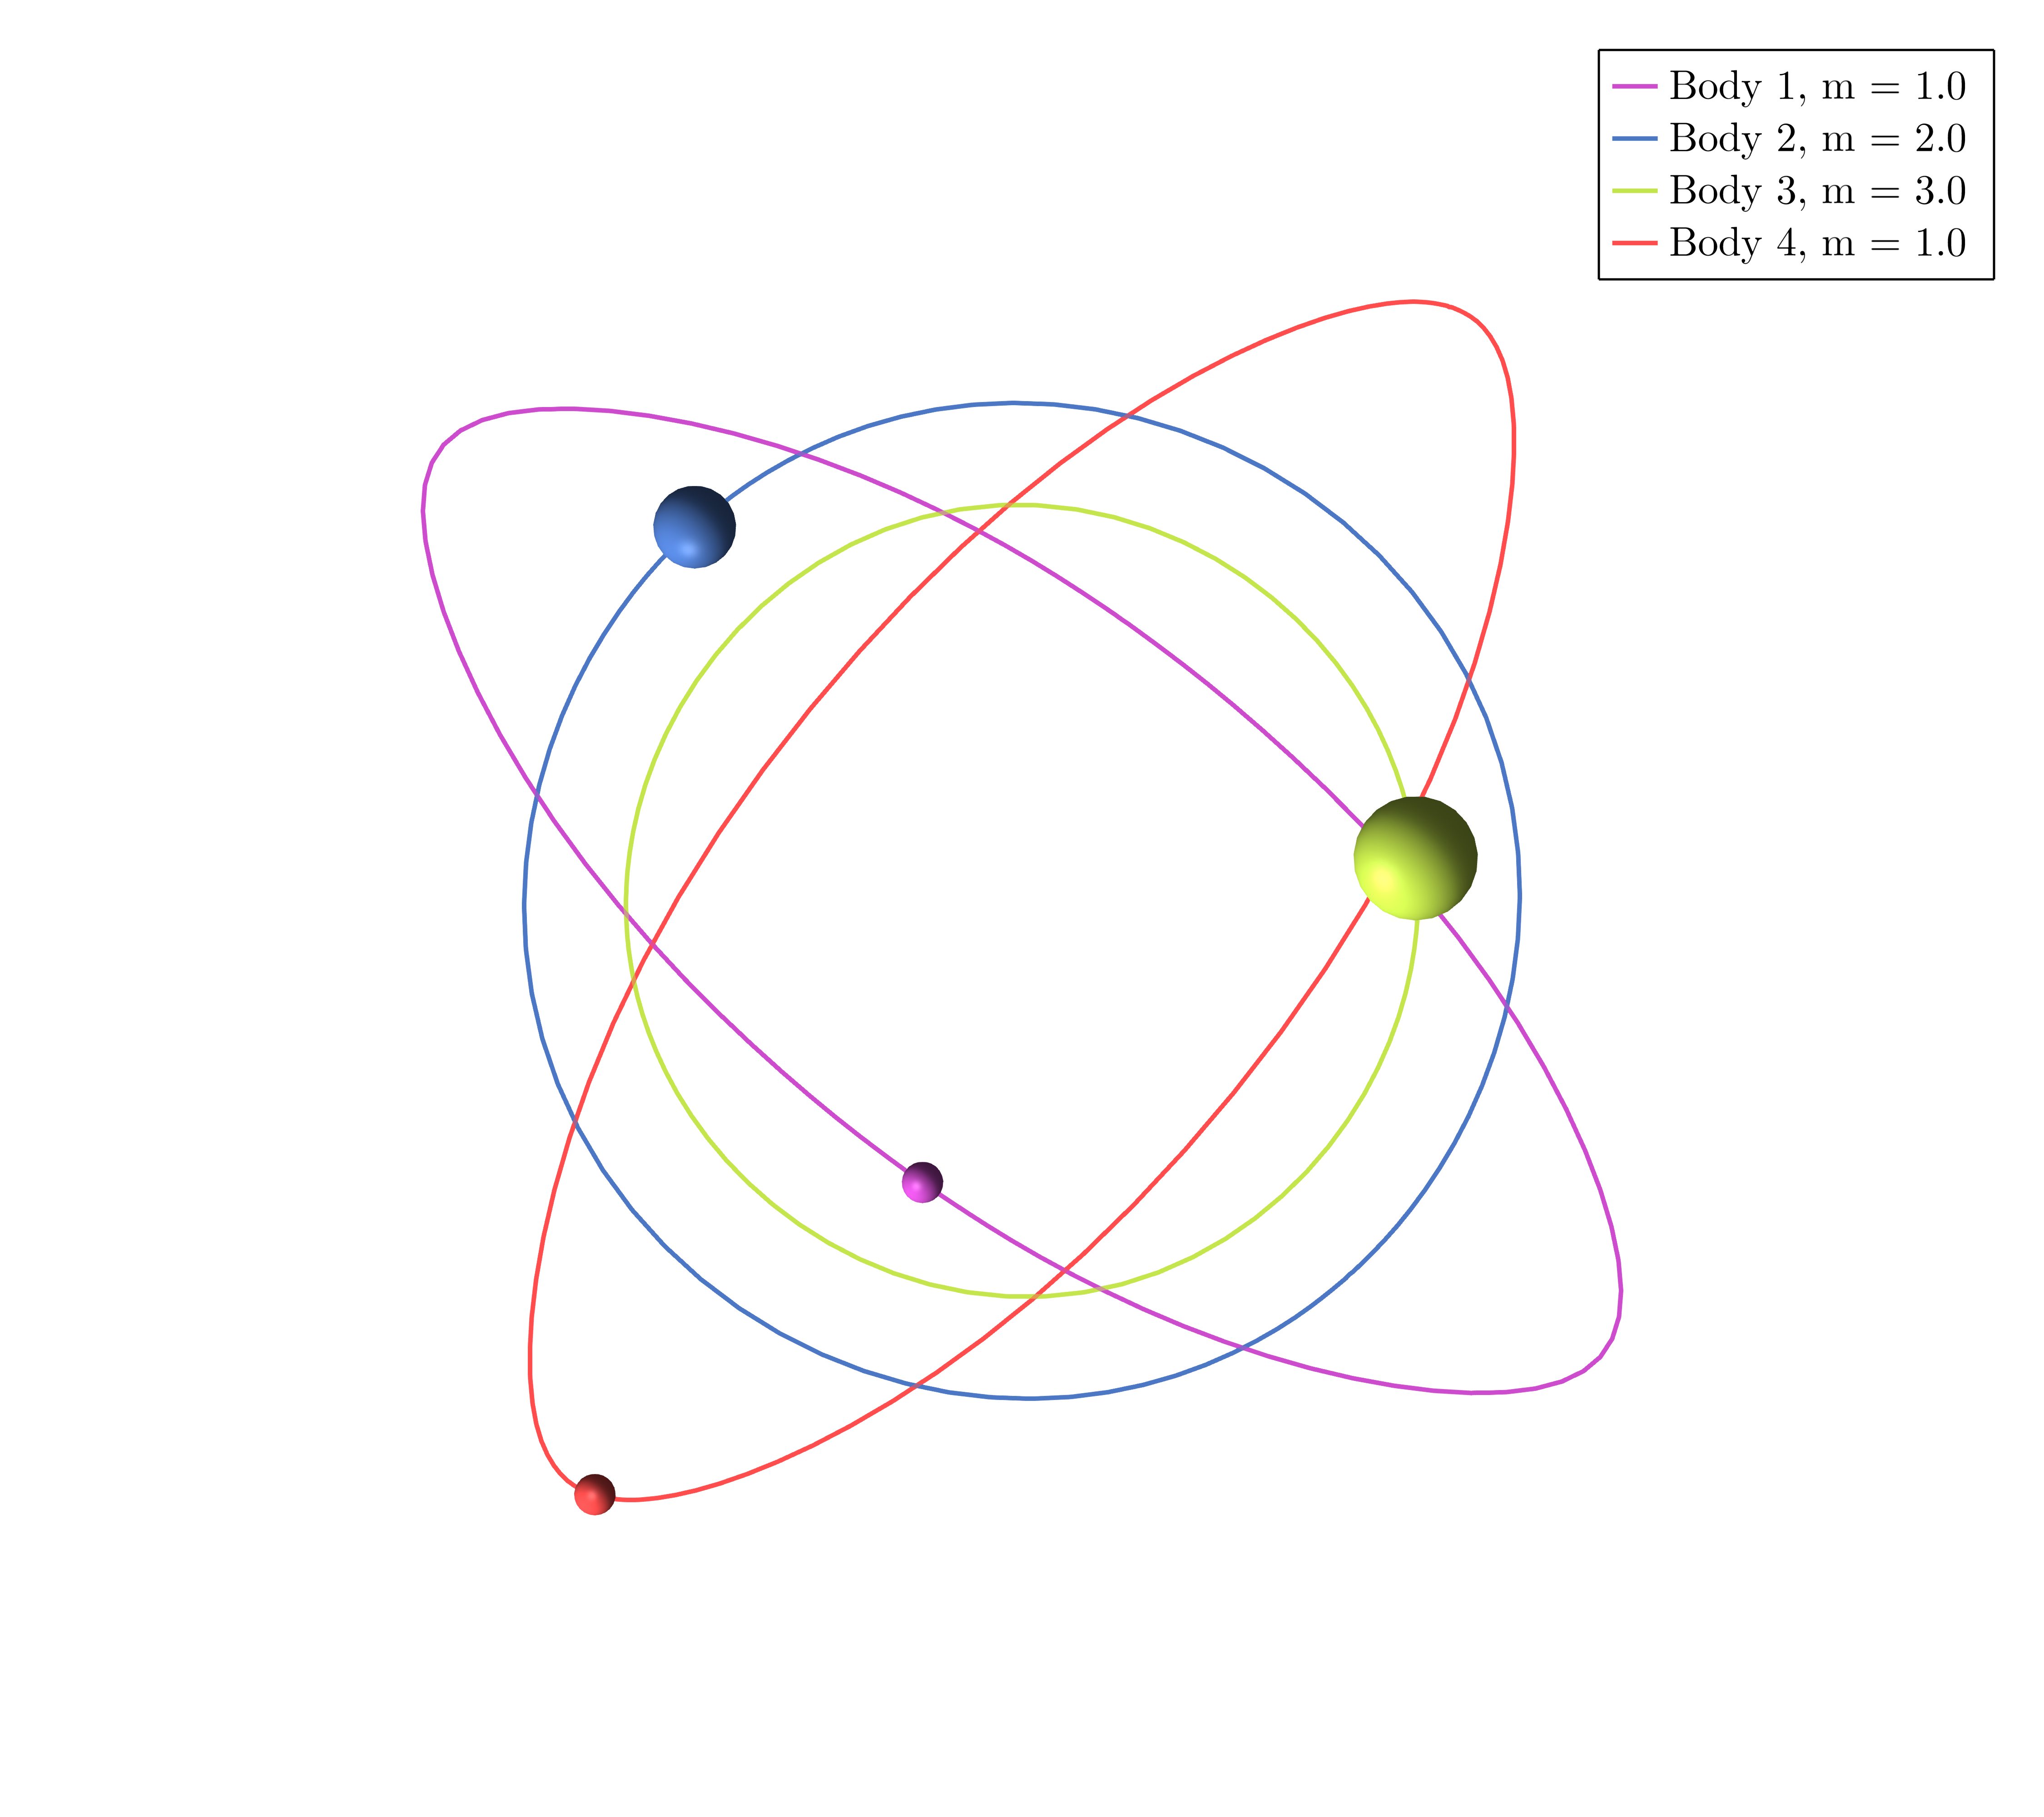 Body 1, m = 1.0
Body 2, m = 2.0
Body 3, m = 3.0
Body 4, m = 1.0